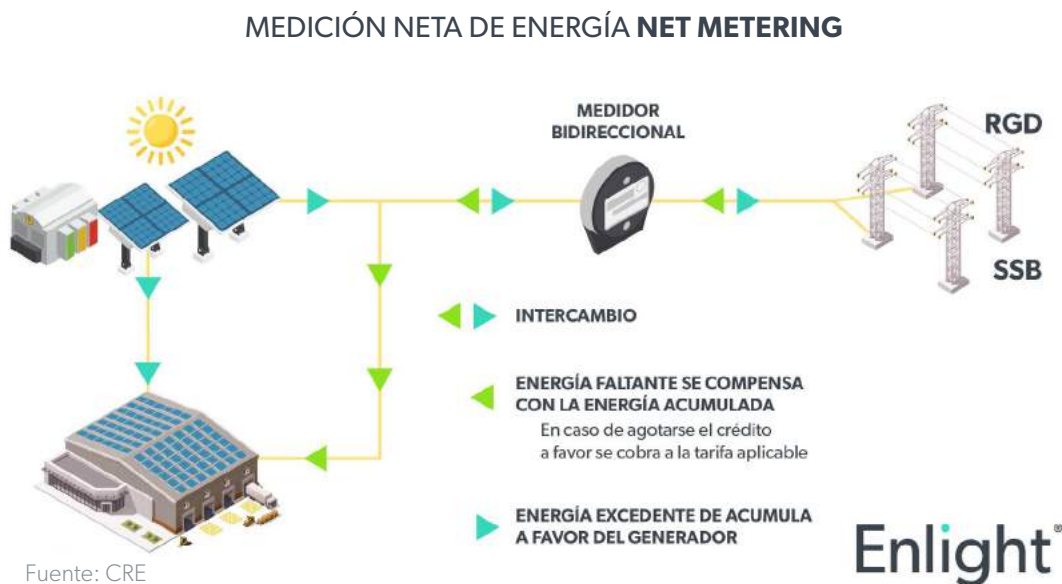 MEDICIÓN NETA DE ENERGÍA NET METERING
MEDIDOR
BIDIRECCIONAL
RGD
SSB
INTERCAMBIO
ENERGÍA FALTANTE SE COMPENSA
CON LA ENERGÍA ACUMULADA
En caso de agotarse el crédito
a favor se cobra a la tarifa aplicable
ENERGÍA EXCEDENTE DE ACUMULA
A FAVOR DEL GENERADOR
Enlight®
Fuente: CRE